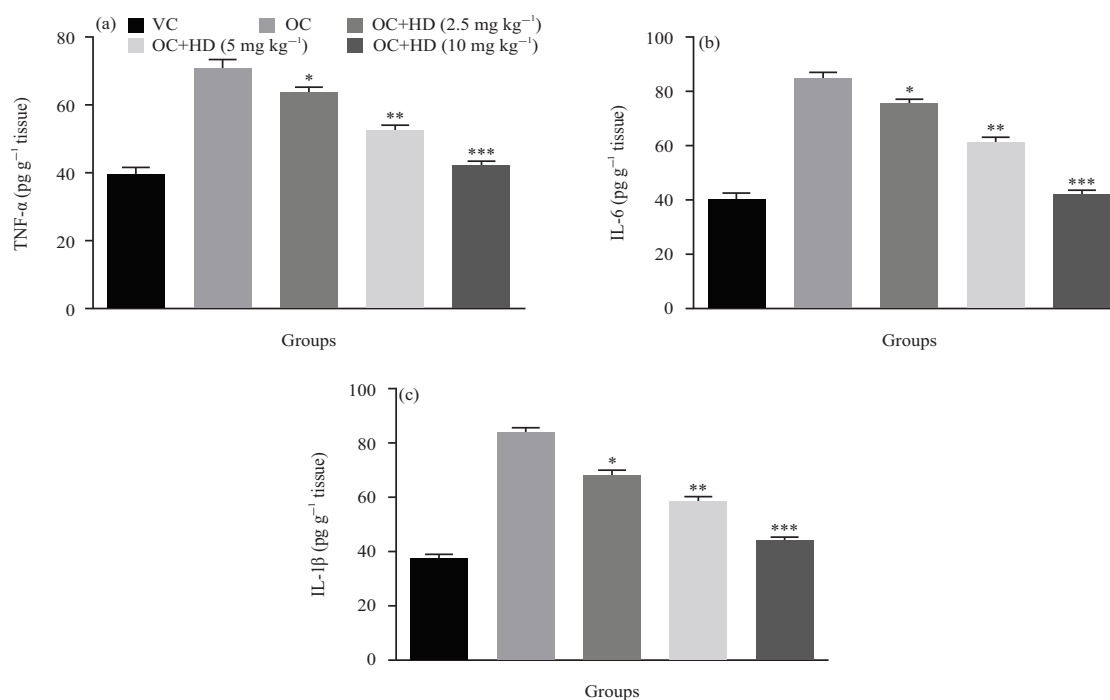 (a) VC OC OC+HD (2.5 mg kg⁻¹)
OC+HD (5 mg kg⁻¹) OC+HD (10 mg kg⁻¹)
TNF-α (pg g⁻¹ tissue)
80
60
40
20
0
*
**
***
Groups
(b)
IL-6 (pg g⁻¹ tissue)
100
80
60
40
20
0
*
**
***
Groups
(c)
IL-1β (pg g⁻¹ tissue)
100
80
60
40
20
0
*
**
***
Groups